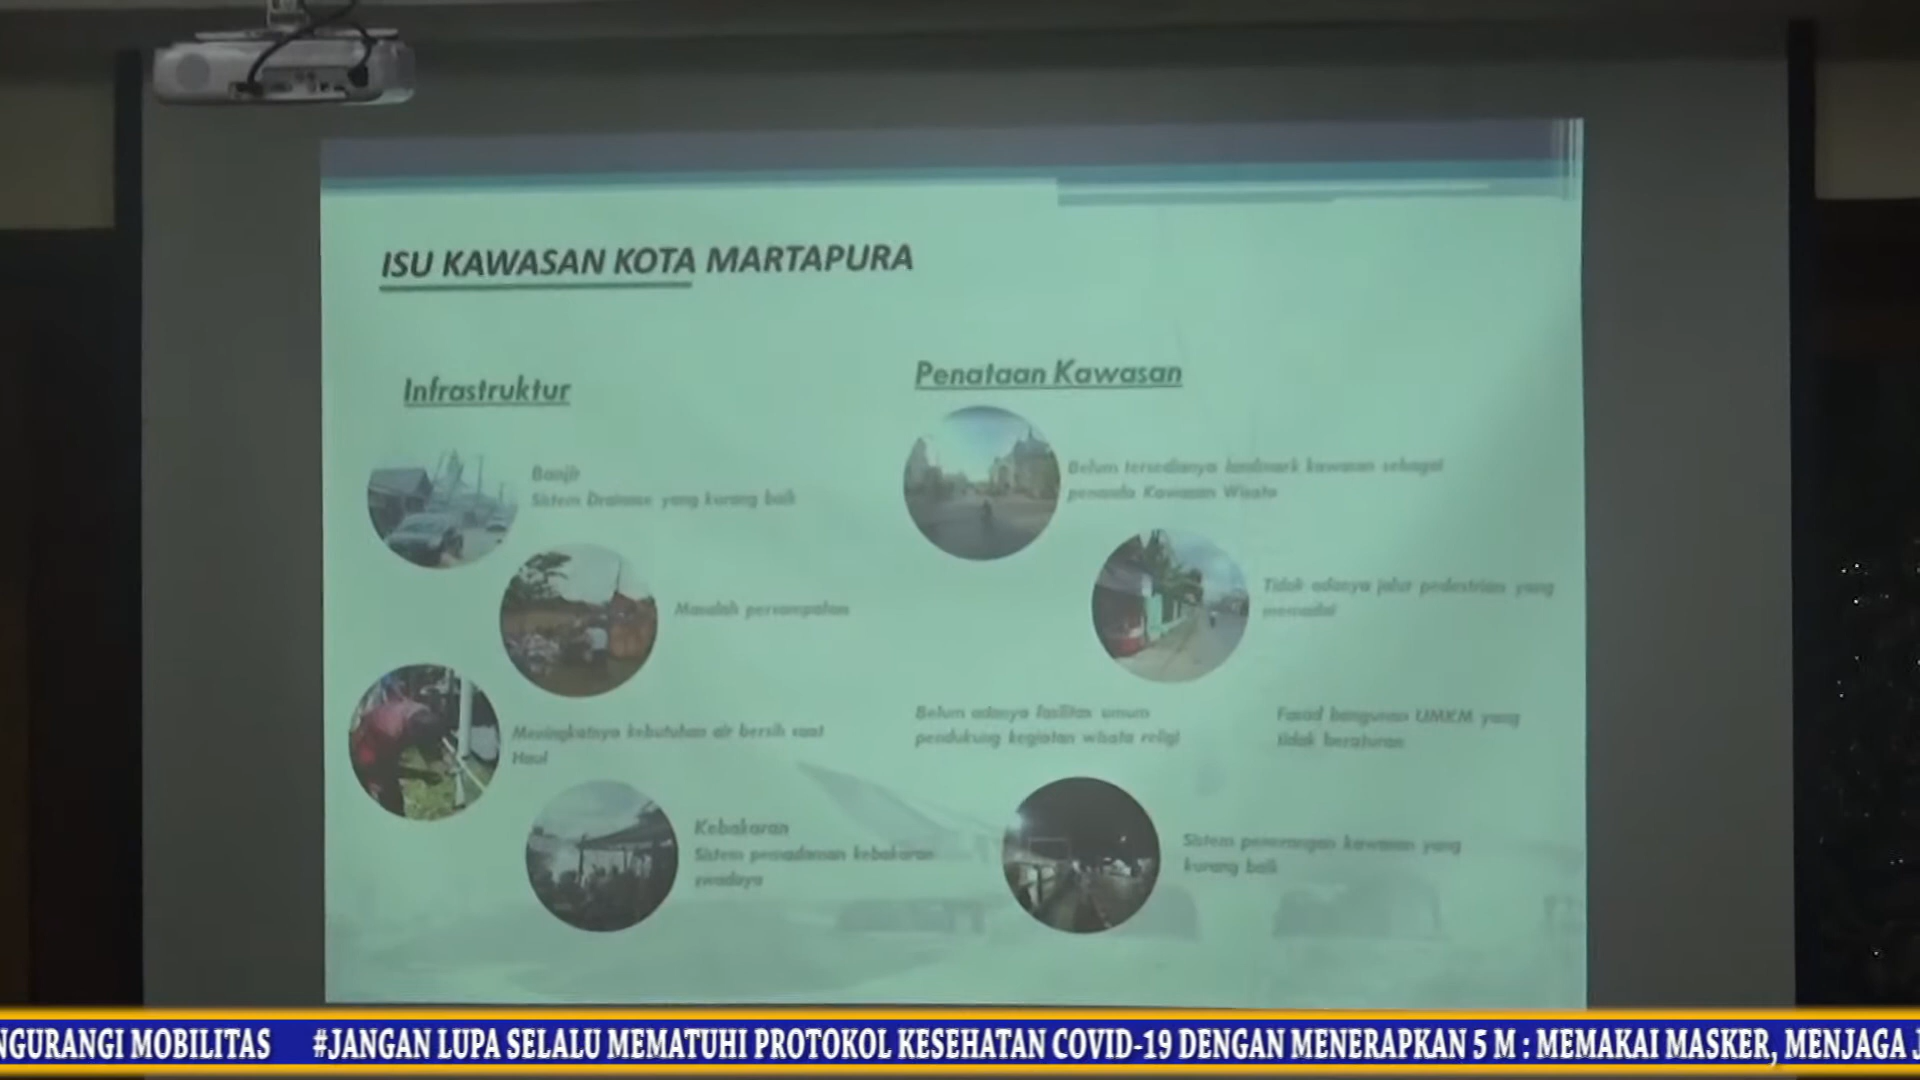 ISU KAWASAN KOTA MARTAPURA
Infrastruktur
Banjir
Sistem Drainase yang kurang baik
Masalah persampahan
Meningkatnya kebutuhan air bersih saat
Haul
Kebakaran
Sistem pemadaman kebakaran
swadaya
Penataan Kawasan
Belum tersedianya landmark kawasan sebagai
penanda Kawasan Wisata
Tidak adanya jalur pedestrian yang
memadai
Belum adanya fasilitas umum
pendukung kegiatan wisata religi
Fasad bangunan UMKM yang
tidak beraturan
Sistem penerangan kawasan yang
kurang baik
NGURANGI MOBILITAS #JANGAN LUPA SELALU MEMATUHI PROTOKOL KESEHATAN COVID-19 DENGAN MENERAPKAN 5 M : MEMAKAI MASKER, MENJAGA J